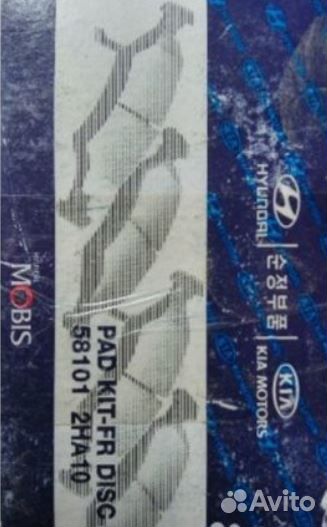 HYUNDAI
순정부품
KIA
KIA MOTORS
PAD KIT-FR DISC
58101 2HA10
MOBIS
Avito